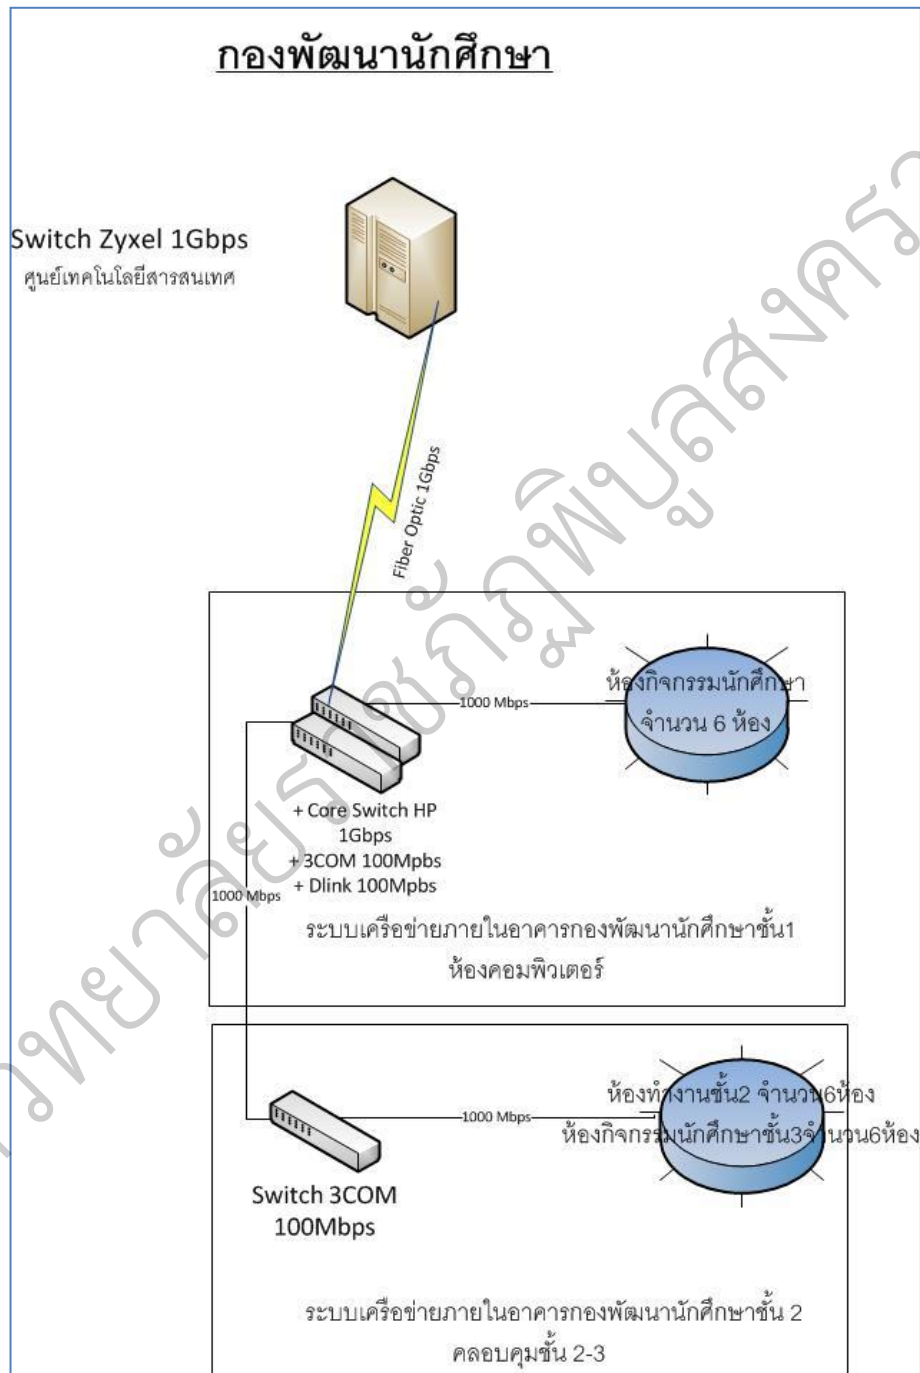 กองพัฒนานักศึกษา
Switch Zyxel 1Gbps
ศูนย์เทคโนโลยีสารสนเทศ
Fiber Optic 1Gbps
1000 Mbps
ห้องกิจกรรมนักศึกษา
จำนวน 6 ห้อง
+ Core Switch HP
1Gbps
+ 3COM 100Mpbs
+ Dlink 100Mpbs
1000 Mbps
ระบบเครือข่ายภายในอาคารกองพัฒนานักศึกษาชั้น1
ห้องคอมพิวเตอร์
1000 Mbps
ห้องทำงานชั้น2 จำนวน6ห้อง
ห้องกิจกรรมนักศึกษาชั้น3จำนวน6ห้อง
Switch 3COM
100Mbps
ระบบเครือข่ายภายในอาคารกองพัฒนานักศึกษาชั้น 2
คลอบคุมชั้น 2-3